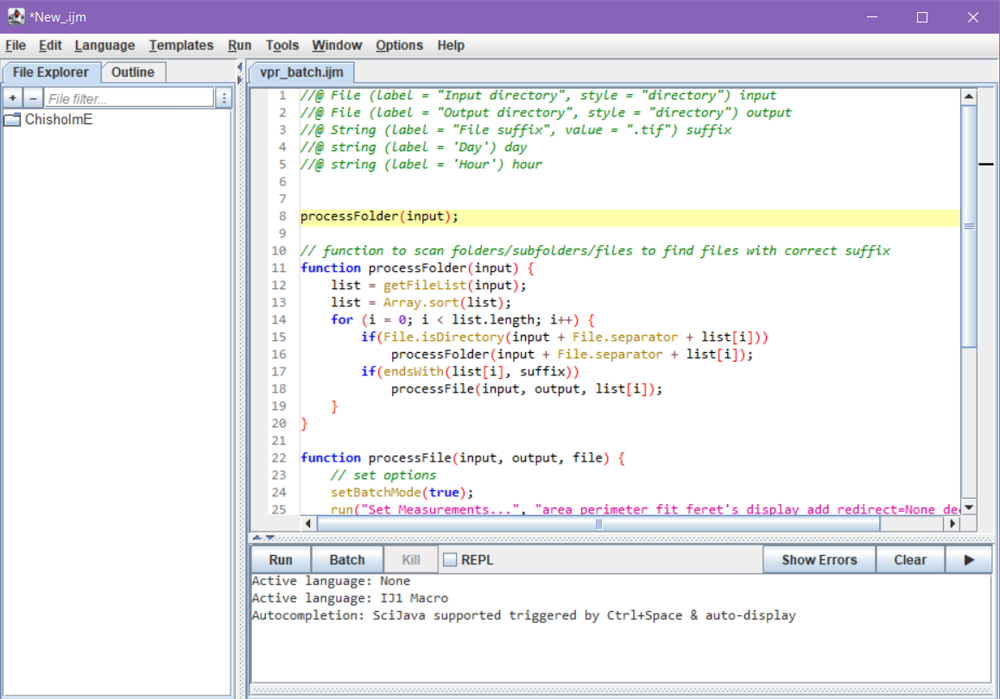 *New_.ijm
File Edit Language Templates Run Tools Window Options Help
File Explorer Outline
+ – File filter...
ChisholmE
vpr_batch.ijm
1 //@ File (label = "Input directory", style = "directory") input
2 //@ File (label = "Output directory", style = "directory") output
3 //@ String (label = "File suffix", value = ".tif") suffix
4 //@ string (label = 'Day') day
5 //@ string (label = 'Hour') hour
6
7
8 processFolder(input);
9
10 // function to scan folders/subfolders/files to find files with correct suffix
11 function processFolder(input) {
12 list = getFileList(input);
13 list = Array.sort(list);
14 for (i = 0; i < list.length; i++) {
15 if(File.isDirectory(input + File.separator + list[i]))
16 processFolder(input + File.separator + list[i]);
17 if(endsWith(list[i], suffix))
18 processFile(input, output, list[i]);
19 }
20 }
21
22 function processFile(input, output, file) {
23 // set options
24 setBatchMode(true);
25 run("Set Measurements...", "area perimeter fit feret's display add redirect=None dec
Run Batch Kill REPL Show Errors Clear
Active language: None
Active language: IJ1 Macro
Autocompletion: SciJava supported triggered by Ctrl+Space & auto-display